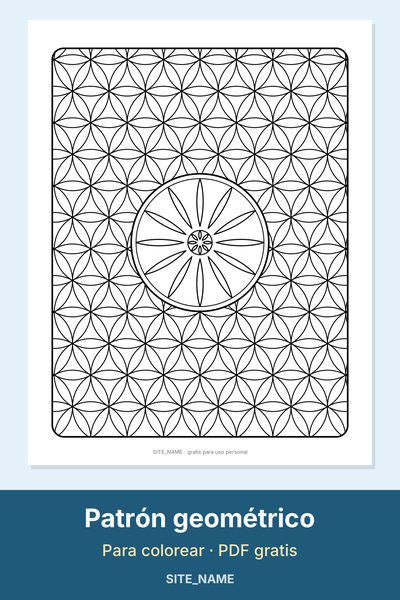 SITE_NAME · gratis para uso personal
Patrón geométrico
Para colorear · PDF gratis
SITE_NAME